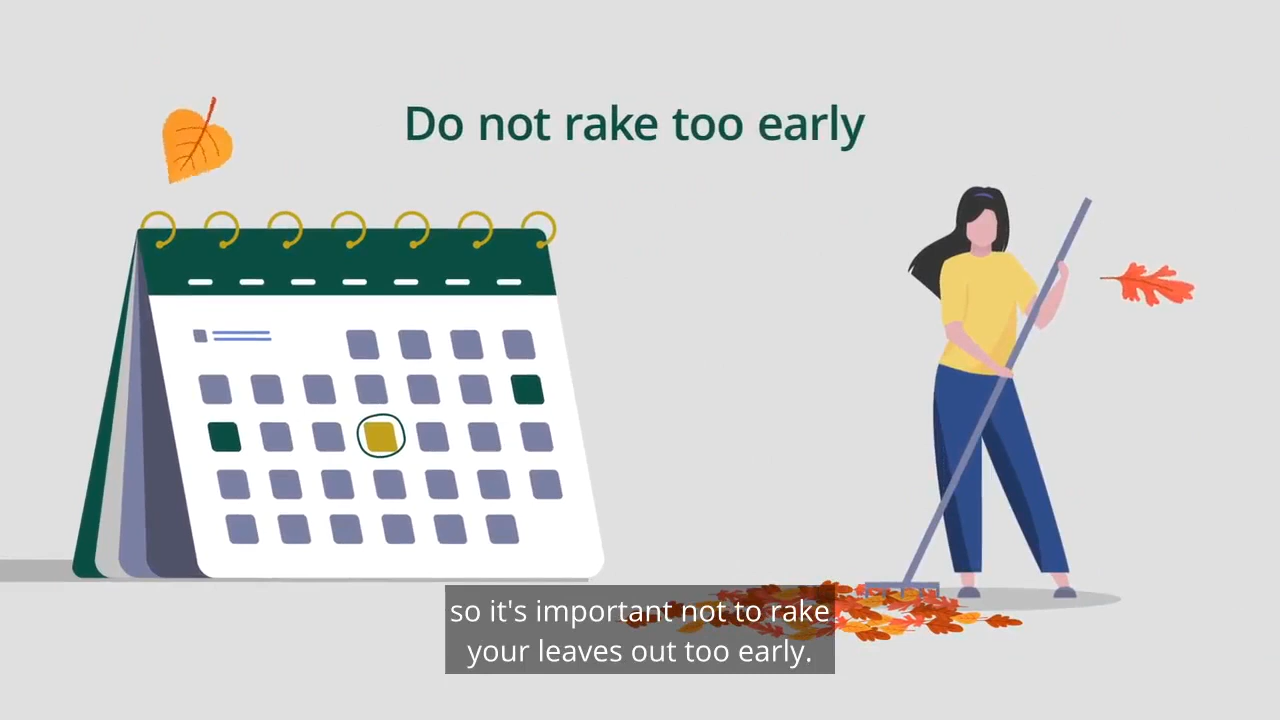 Do not rake too early
so it's important not to rake
your leaves out too early.